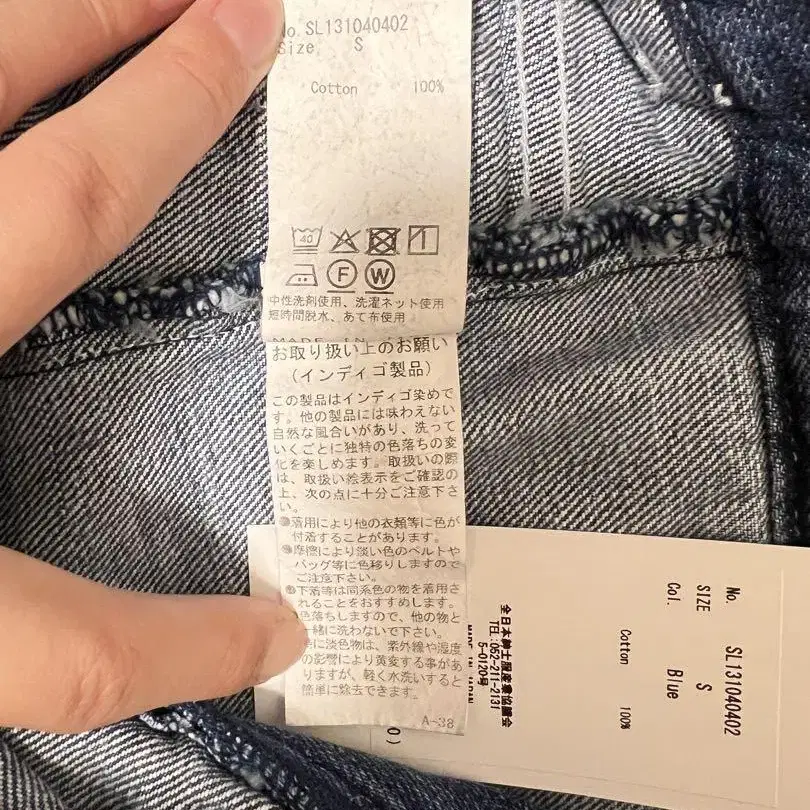 No. SL131040402
Size S
Cotton 100%
40
F W
中性洗剤使用、洗濯ネット使用
短時間脱水、あて布使用
MADE IN
お取り扱い上のお願い
(インディゴ製品)
この製品はインディゴ染めで
す。他の製品には味わえない
自然な風合いがあり、洗って
いくごとに独特の色落ちの変
化を楽しめます。取扱いの際
は、取扱い絵表示をご確認の
上、次の点に十分ご注意下さ
い。
着用により他の衣類等に色が
付着することがあります。
摩擦により淡い色のベルトや
バッグ等に色移りしますので
ご注意下さい。
下着等は同系色の物を着用さ
れることをおすすめします。
色落ちしますので、他の物と
一緒に洗わないで下さい。
に淡色物は、紫外線や湿度
の影響により黄変する事があ
りますが、軽く水洗いすると
簡単に除去できます。
A-38
No. SL131040402
SIZE S
Col. Blue
Cotton 100%
全日本紳士服産業協議会
TEL:052-211-2131
5-0120号
MADE IN JAPAN
0)